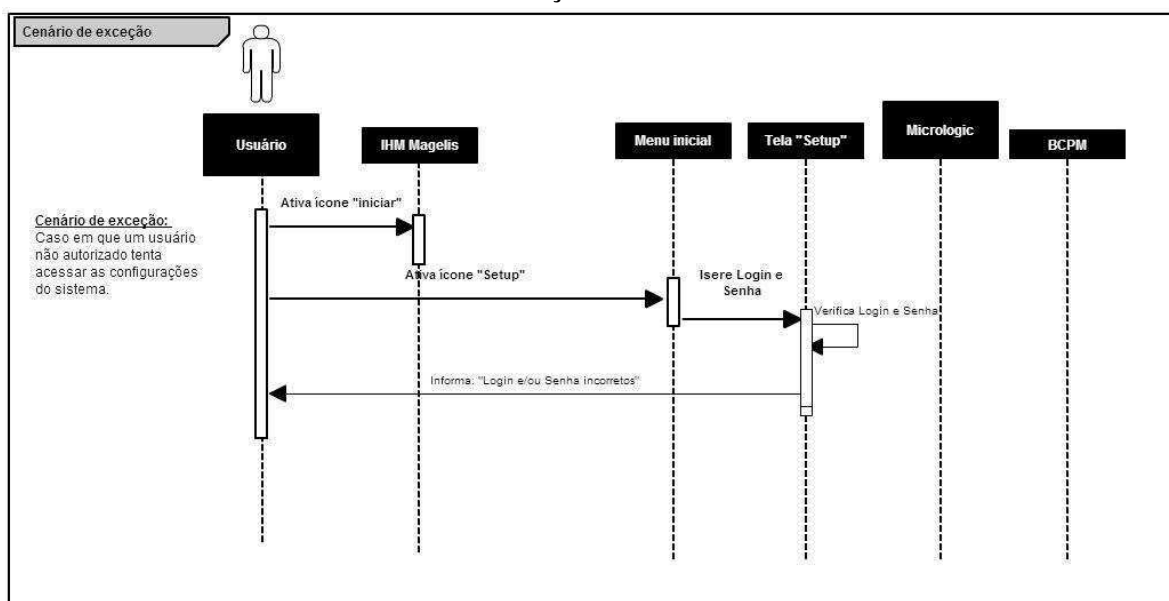 Cenário de exceção
Usuário
IHM Magelis
Menu inicial
Tela "Setup"
Micrologic
BCPM
Ativa ícone "iniciar"
Cenário de exceção:
Caso em que um usuário
não autorizado tenta
acessar as configurações
do sistema.
Ativa ícone "Setup"
Isere Login e
Senha
Verifica Login e Senha
Informa: "Login e/ou Senha incorretos"